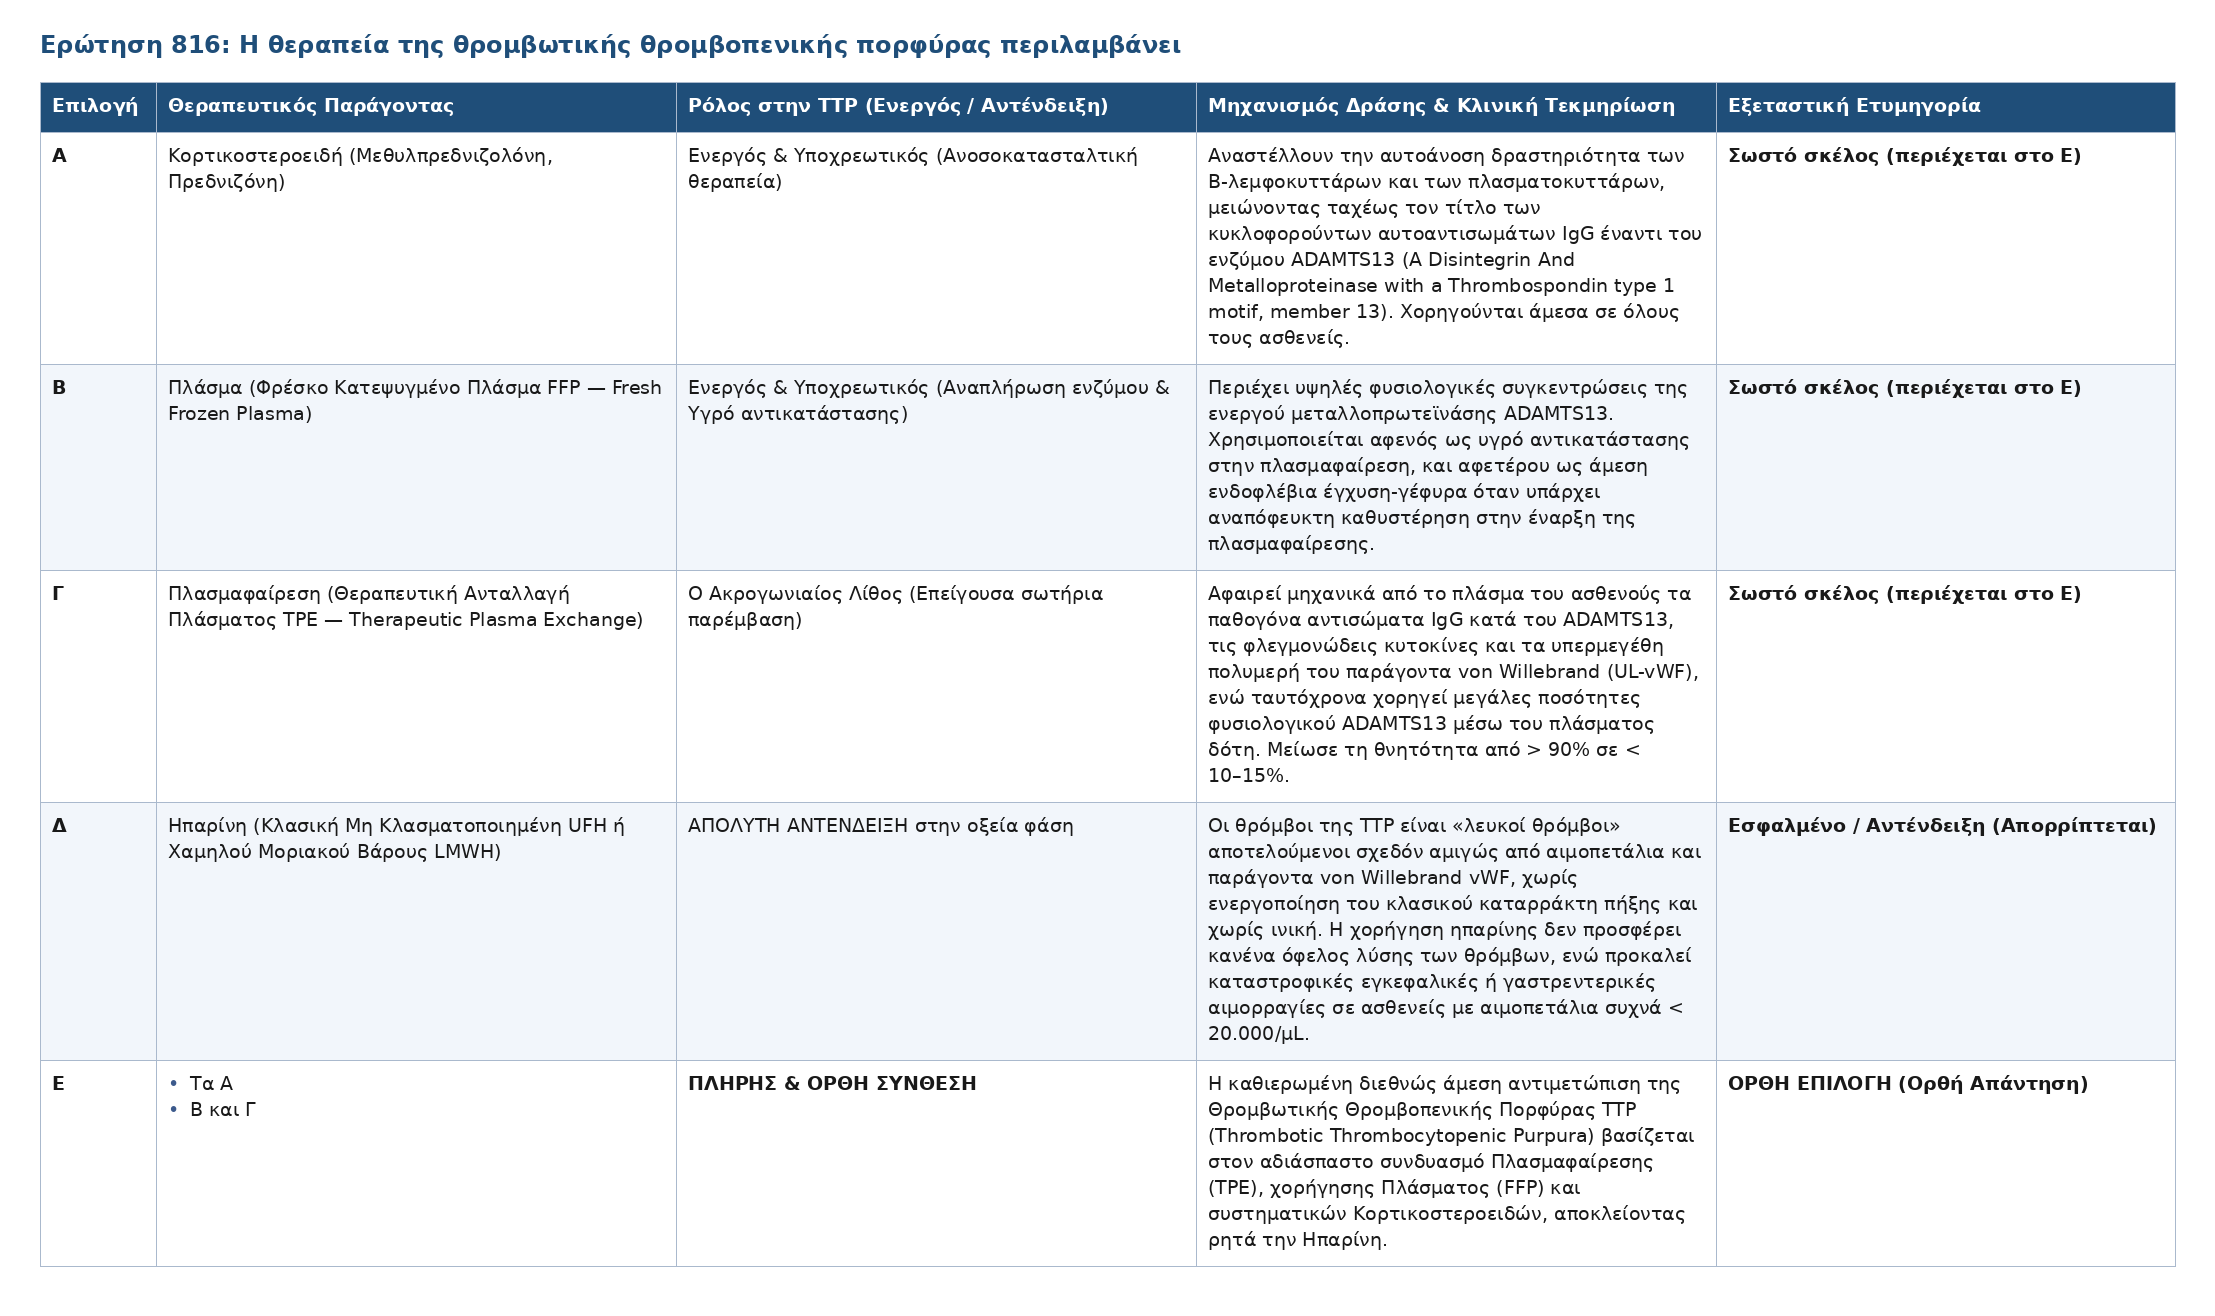 Ερώτηση 816: Η θεραπεία της θρομβωτικής θρομβοπενικής πορφύρας περιλαμβάνει
Επιλογή
Θεραπευτικός Παράγοντας
Ρόλος στην TTP (Ενεργός / Αντένδειξη)
Μηχανισμός Δράσης & Κλινική Τεκμηρίωση
Εξεταστική Ετυμηγορία
Α
Κορτικοστεροειδή (Μεθυλπρεδνιζολόνη,
Πρεδνιζόνη)
Ενεργός & Υποχρεωτικός (Ανοσοκατασταλτική
θεραπεία)
Αναστέλλουν την αυτοάνοση δραστηριότητα των
Β-λεμφοκυττάρων και των πλασματοκυττάρων,
μειώνοντας ταχέως τον τίτλο των
κυκλοφορούντων αυτοαντισωμάτων IgG έναντι του
ενζύμου ADAMTS13 (A Disintegrin And
Metalloproteinase with a Thrombospondin type 1
motif, member 13). Χορηγούνται άμεσα σε όλους
τους ασθενείς.
Σωστό σκέλος (περιέχεται στο Ε)
Β
Πλάσμα (Φρέσκο Κατεψυγμένο Πλάσμα FFP — Fresh
Frozen Plasma)
Ενεργός & Υποχρεωτικός (Αναπλήρωση ενζύμου &
Υγρό αντικατάστασης)
Περιέχει υψηλές φυσιολογικές συγκεντρώσεις της
ενεργού μεταλλοπρωτεϊνάσης ADAMTS13.
Χρησιμοποιείται αφενός ως υγρό αντικατάστασης
στην πλασμαφαίρεση, και αφετέρου ως άμεση
ενδοφλέβια έγχυση-γέφυρα όταν υπάρχει
αναπόφευκτη καθυστέρηση στην έναρξη της
πλασμαφαίρεσης.
Σωστό σκέλος (περιέχεται στο Ε)
Γ
Πλασμαφαίρεση (Θεραπευτική Ανταλλαγή
Πλάσματος TPE — Therapeutic Plasma Exchange)
Ο Ακρογωνιαίος Λίθος (Επείγουσα σωτήρια
παρέμβαση)
Αφαιρεί μηχανικά από το πλάσμα του ασθενούς τα
παθογόνα αντισώματα IgG κατά του ADAMTS13,
τις φλεγμονώδεις κυτοκίνες και τα υπερμεγέθη
πολυμερή του παράγοντα von Willebrand (UL-vWF),
ενώ ταυτόχρονα χορηγεί μεγάλες ποσότητες
φυσιολογικού ADAMTS13 μέσω του πλάσματος
δότη. Μείωσε τη θνητότητα από > 90% σε <
10–15%.
Σωστό σκέλος (περιέχεται στο Ε)
Δ
Ηπαρίνη (Κλασική Μη Κλασματοποιημένη UFH ή
Χαμηλού Μοριακού Βάρους LMWH)
ΑΠΟΛΥΤΗ ΑΝΤΕΝΔΕΙΞΗ στην οξεία φάση
Οι θρόμβοι της TTP είναι «λευκοί θρόμβοι»
αποτελούμενοι σχεδόν αμιγώς από αιμοπετάλια και
παράγοντα von Willebrand vWF, χωρίς
ενεργοποίηση του κλασικού καταρράκτη πήξης και
χωρίς ινική. Η χορήγηση ηπαρίνης δεν προσφέρει
κανένα όφελος λύσης των θρόμβων, ενώ προκαλεί
καταστροφικές εγκεφαλικές ή γαστρεντερικές
αιμορραγίες σε ασθενείς με αιμοπετάλια συχνά <
20.000/μL.
Εσφαλμένο / Αντένδειξη (Απορρίπτεται)
Ε
• Τα Α
• Β και Γ
ΠΛΗΡΗΣ & ΟΡΘΗ ΣΥΝΘΕΣΗ
Η καθιερωμένη διεθνώς άμεση αντιμετώπιση της
Θρομβωτικής Θρομβοπενικής Πορφύρας TTP
(Thrombotic Thrombocytopenic Purpura) βασίζεται
στον αδιάσπαστο συνδυασμό Πλασμαφαίρεσης
(TPE), χορήγησης Πλάσματος (FFP) και
συστηματικών Κορτικοστεροειδών, αποκλείοντας
ρητά την Ηπαρίνη.
ΟΡΘΗ ΕΠΙΛΟΓΗ (Ορθή Απάντηση)